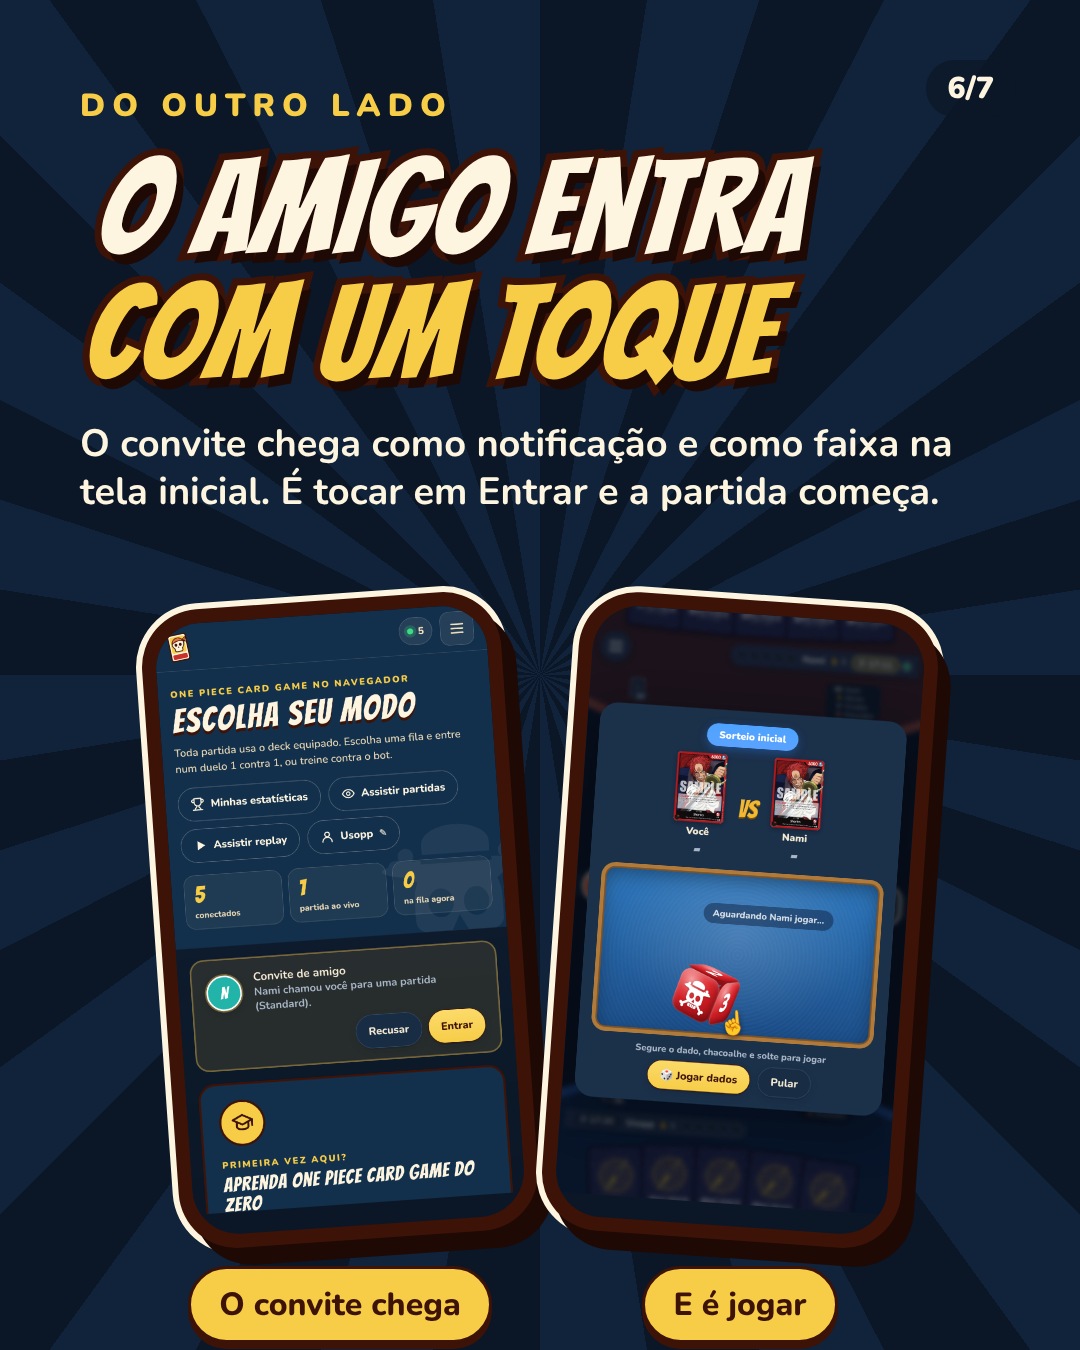 DO OUTRO LADO
6/7
O AMIGO ENTRA
COM UM TOQUE
O convite chega como notificação e como faixa na
tela inicial. É tocar em Entrar e a partida começa.
5
ONE PIECE CARD GAME NO NAVEGADOR
ESCOLHA SEU MODO
Toda partida usa o deck equipado. Escolha uma fila e entre
num duelo 1 contra 1, ou treine contra o bot.
Minhas estatísticas
Assistir partidas
Assistir replay
Usopp
5
conectados
1
partida ao vivo
0
na fila agora
N
Convite de amigo
Nami chamou você para uma partida
(Standard).
Recusar
Entrar
PRIMEIRA VEZ AQUI?
APRENDA ONE PIECE CARD GAME DO
ZERO
Sorteio inicial
SAMPLE
VS
SAMPLE
Você
Nami
-
-
Aguardando Nami jogar...
3
Segure o dado, chacoalhe e solte para jogar
Jogar dados
Pular
O convite chega
E é jogar